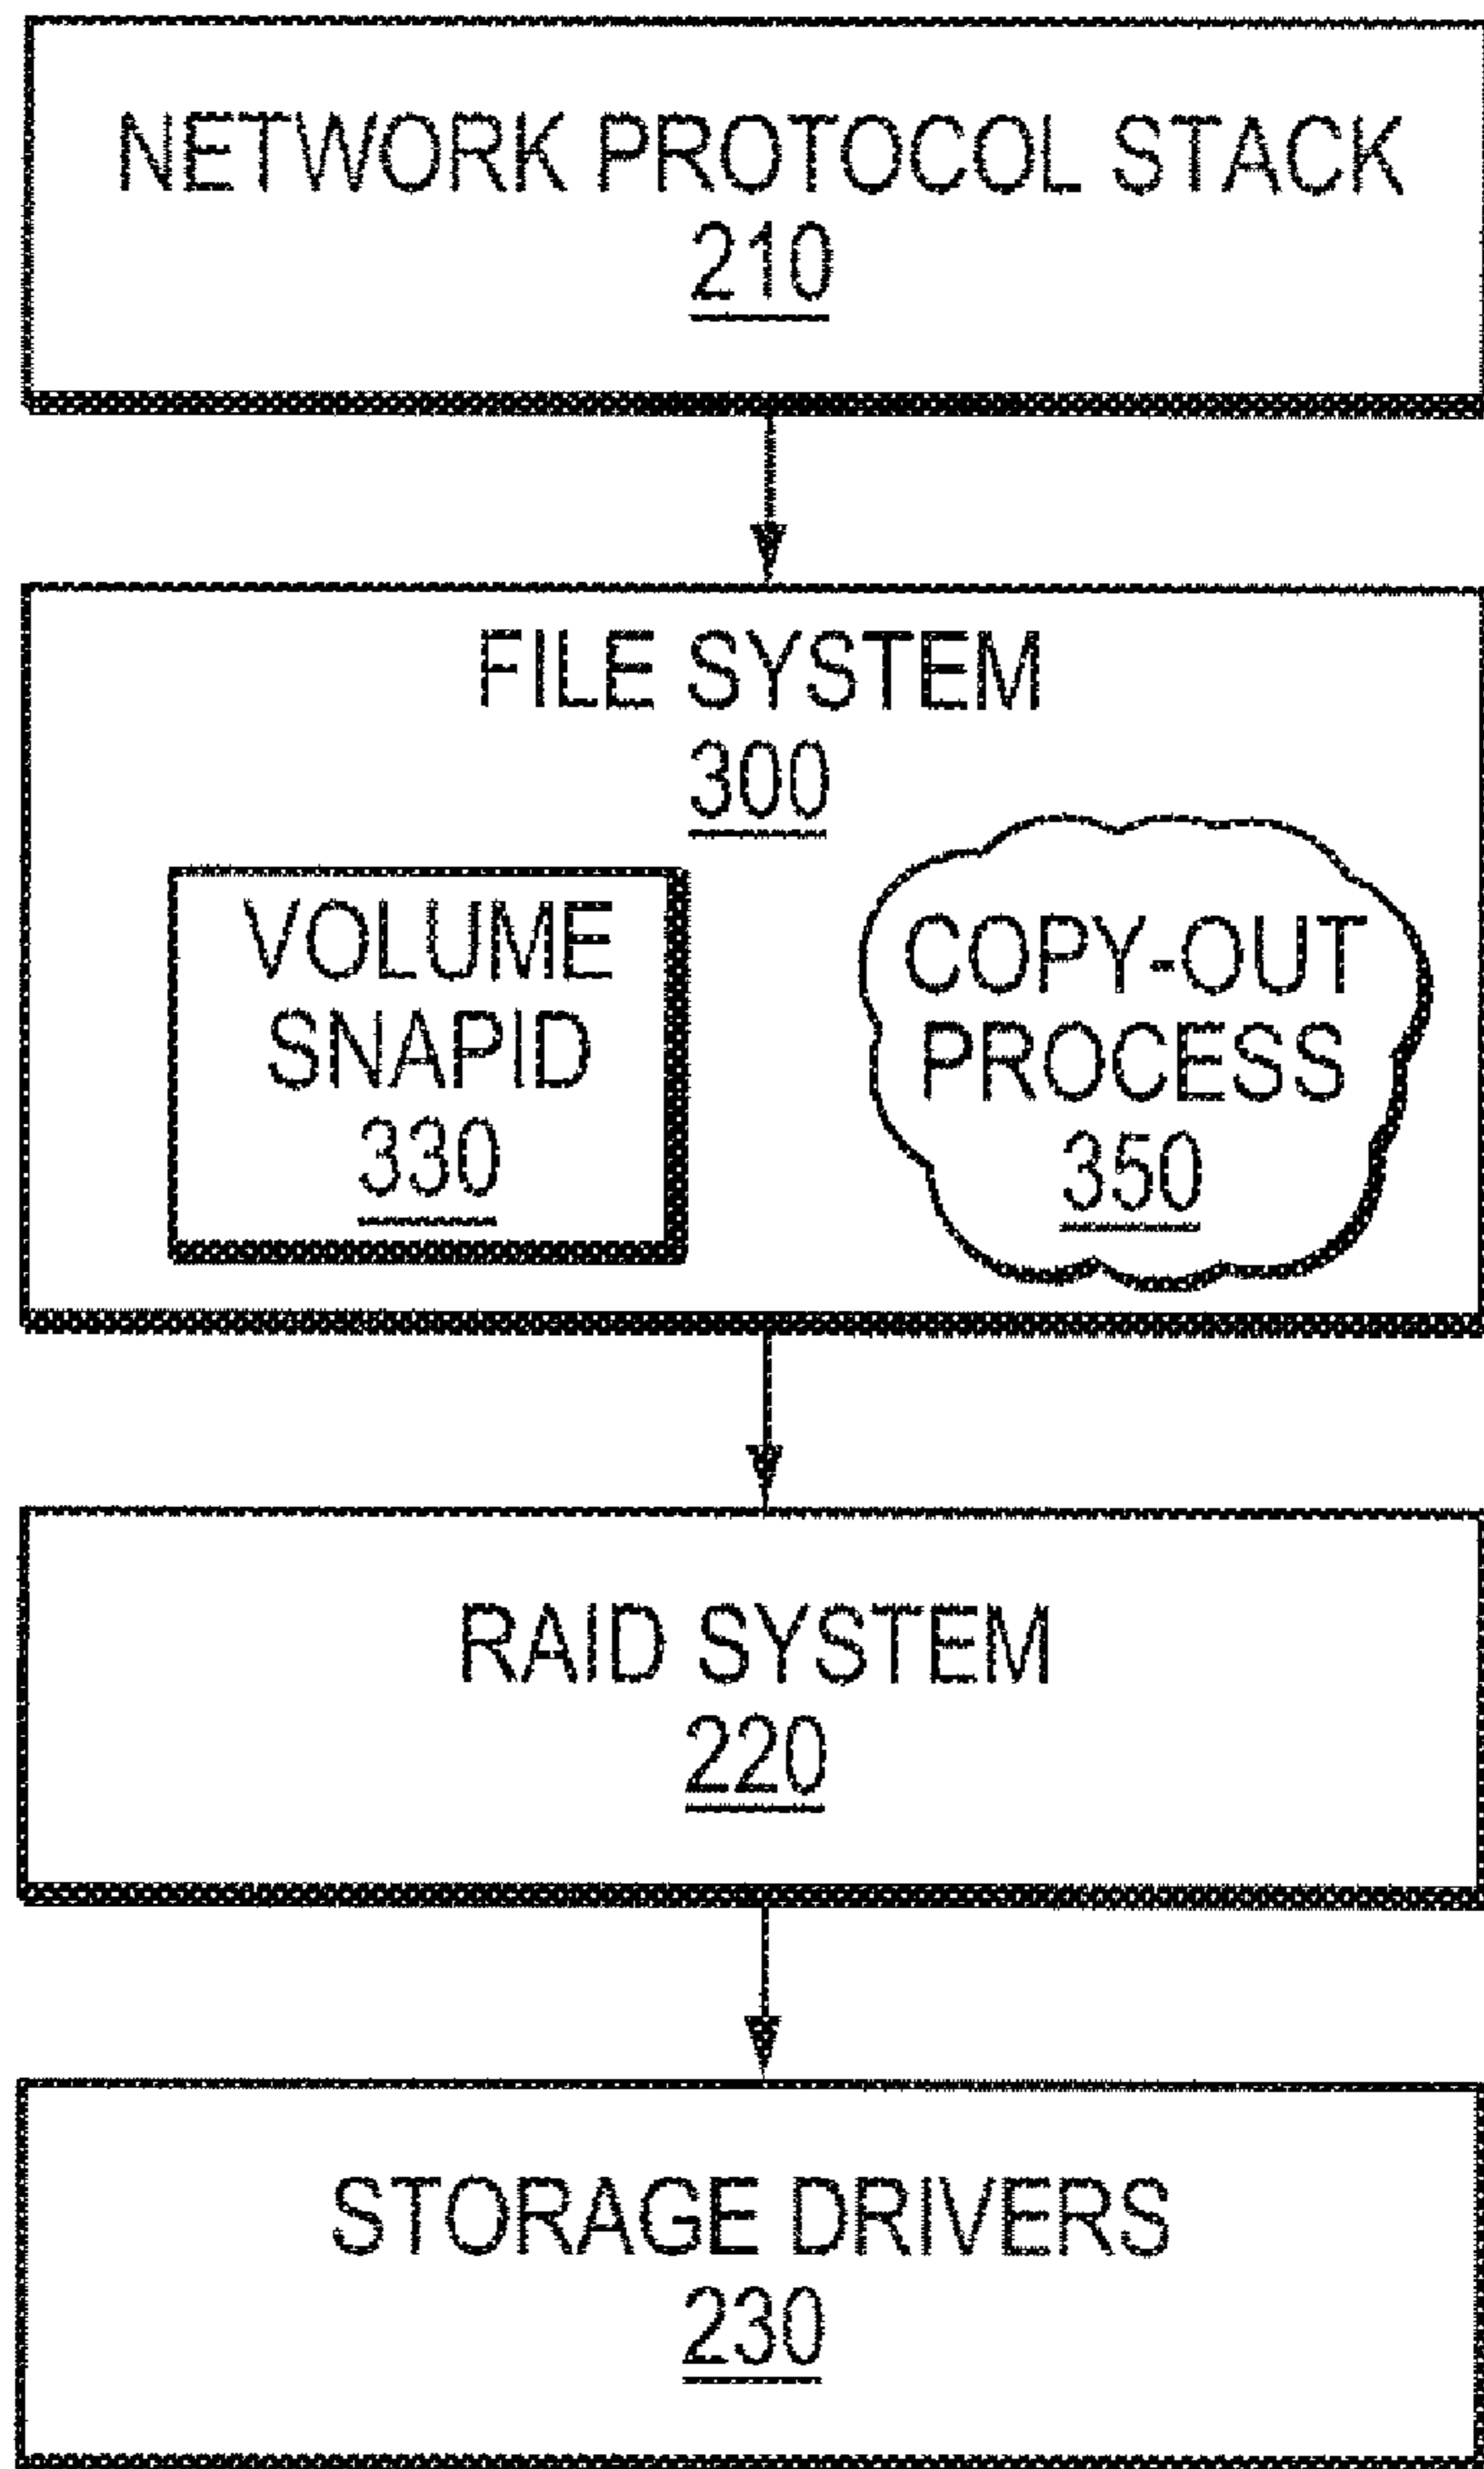 NETWORK PROTOCOL STACK
210
FILE SYSTEM
300
VOLUME
SNAPID
330
COPY-OUT
PROCESS
350
RAID SYSTEM
220
STORAGE DRIVERS
230